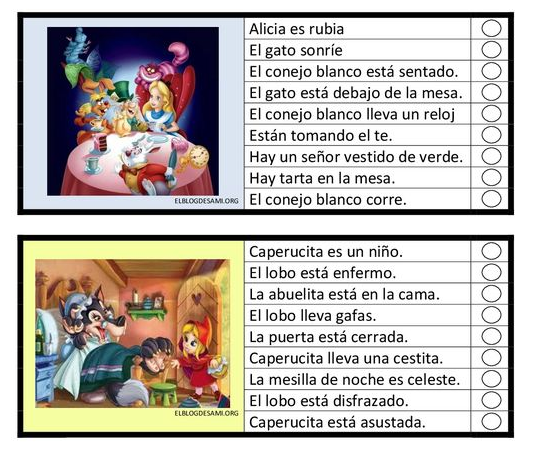 Alicia es rubia
El gato sonríe
El conejo blanco está sentado.
El gato está debajo de la mesa.
El conejo blanco lleva un reloj
Están tomando el te.
Hay un señor vestido de verde.
Hay tarta en la mesa.
El conejo blanco corre.
ELBLOGDESAMI.ORG
Caperucita es un niño.
El lobo está enfermo.
La abuelita está en la cama.
El lobo lleva gafas.
La puerta está cerrada.
Caperucita lleva una cestita.
La mesilla de noche es celeste.
El lobo está disfrazado.
Caperucita está asustada.
ELBLOGDESAMI.ORG